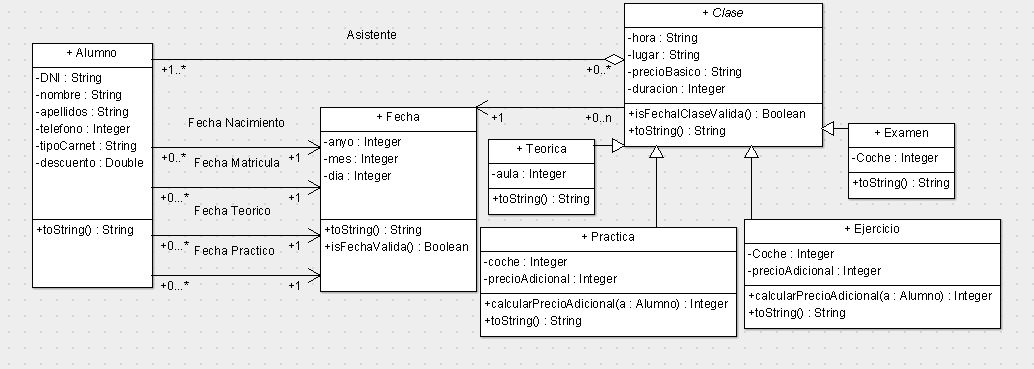 + Alumno
-DNI : String
-nombre : String
-apellidos : String
-telefono : Integer
-tipoCarnet : String
-descuento : Double
+toString() : String
Asistente
+1..*
+0..*
+ Clase
-hora : String
-lugar : String
-precioBasico : String
-duracion : Integer
+isFechalClaseValida() : Boolean
+toString() : String
+1
+0..n
Fecha Nacimiento
+0...*
+1
Fecha Matricula
+0...*
+1
Fecha Teorico
+0...*
+1
Fecha Practico
+0...*
+1
+ Fecha
-anyo : Integer
-mes : Integer
-dia : Integer
+toString() : String
+isFechaValida() : Boolean
+ Teorica
-aula : Integer
+toString() : String
+ Examen
-Coche : Integer
+toString() : String
+ Practica
-coche : Integer
-precioAdicional : Integer
+calcularPrecioAdicional(a : Alumno) : Integer
+toString() : String
+ Ejercicio
-Coche : Integer
-precioAdicional : Integer
+calcularPrecioAdicional(a : Alumno) : Integer
+toString() : String